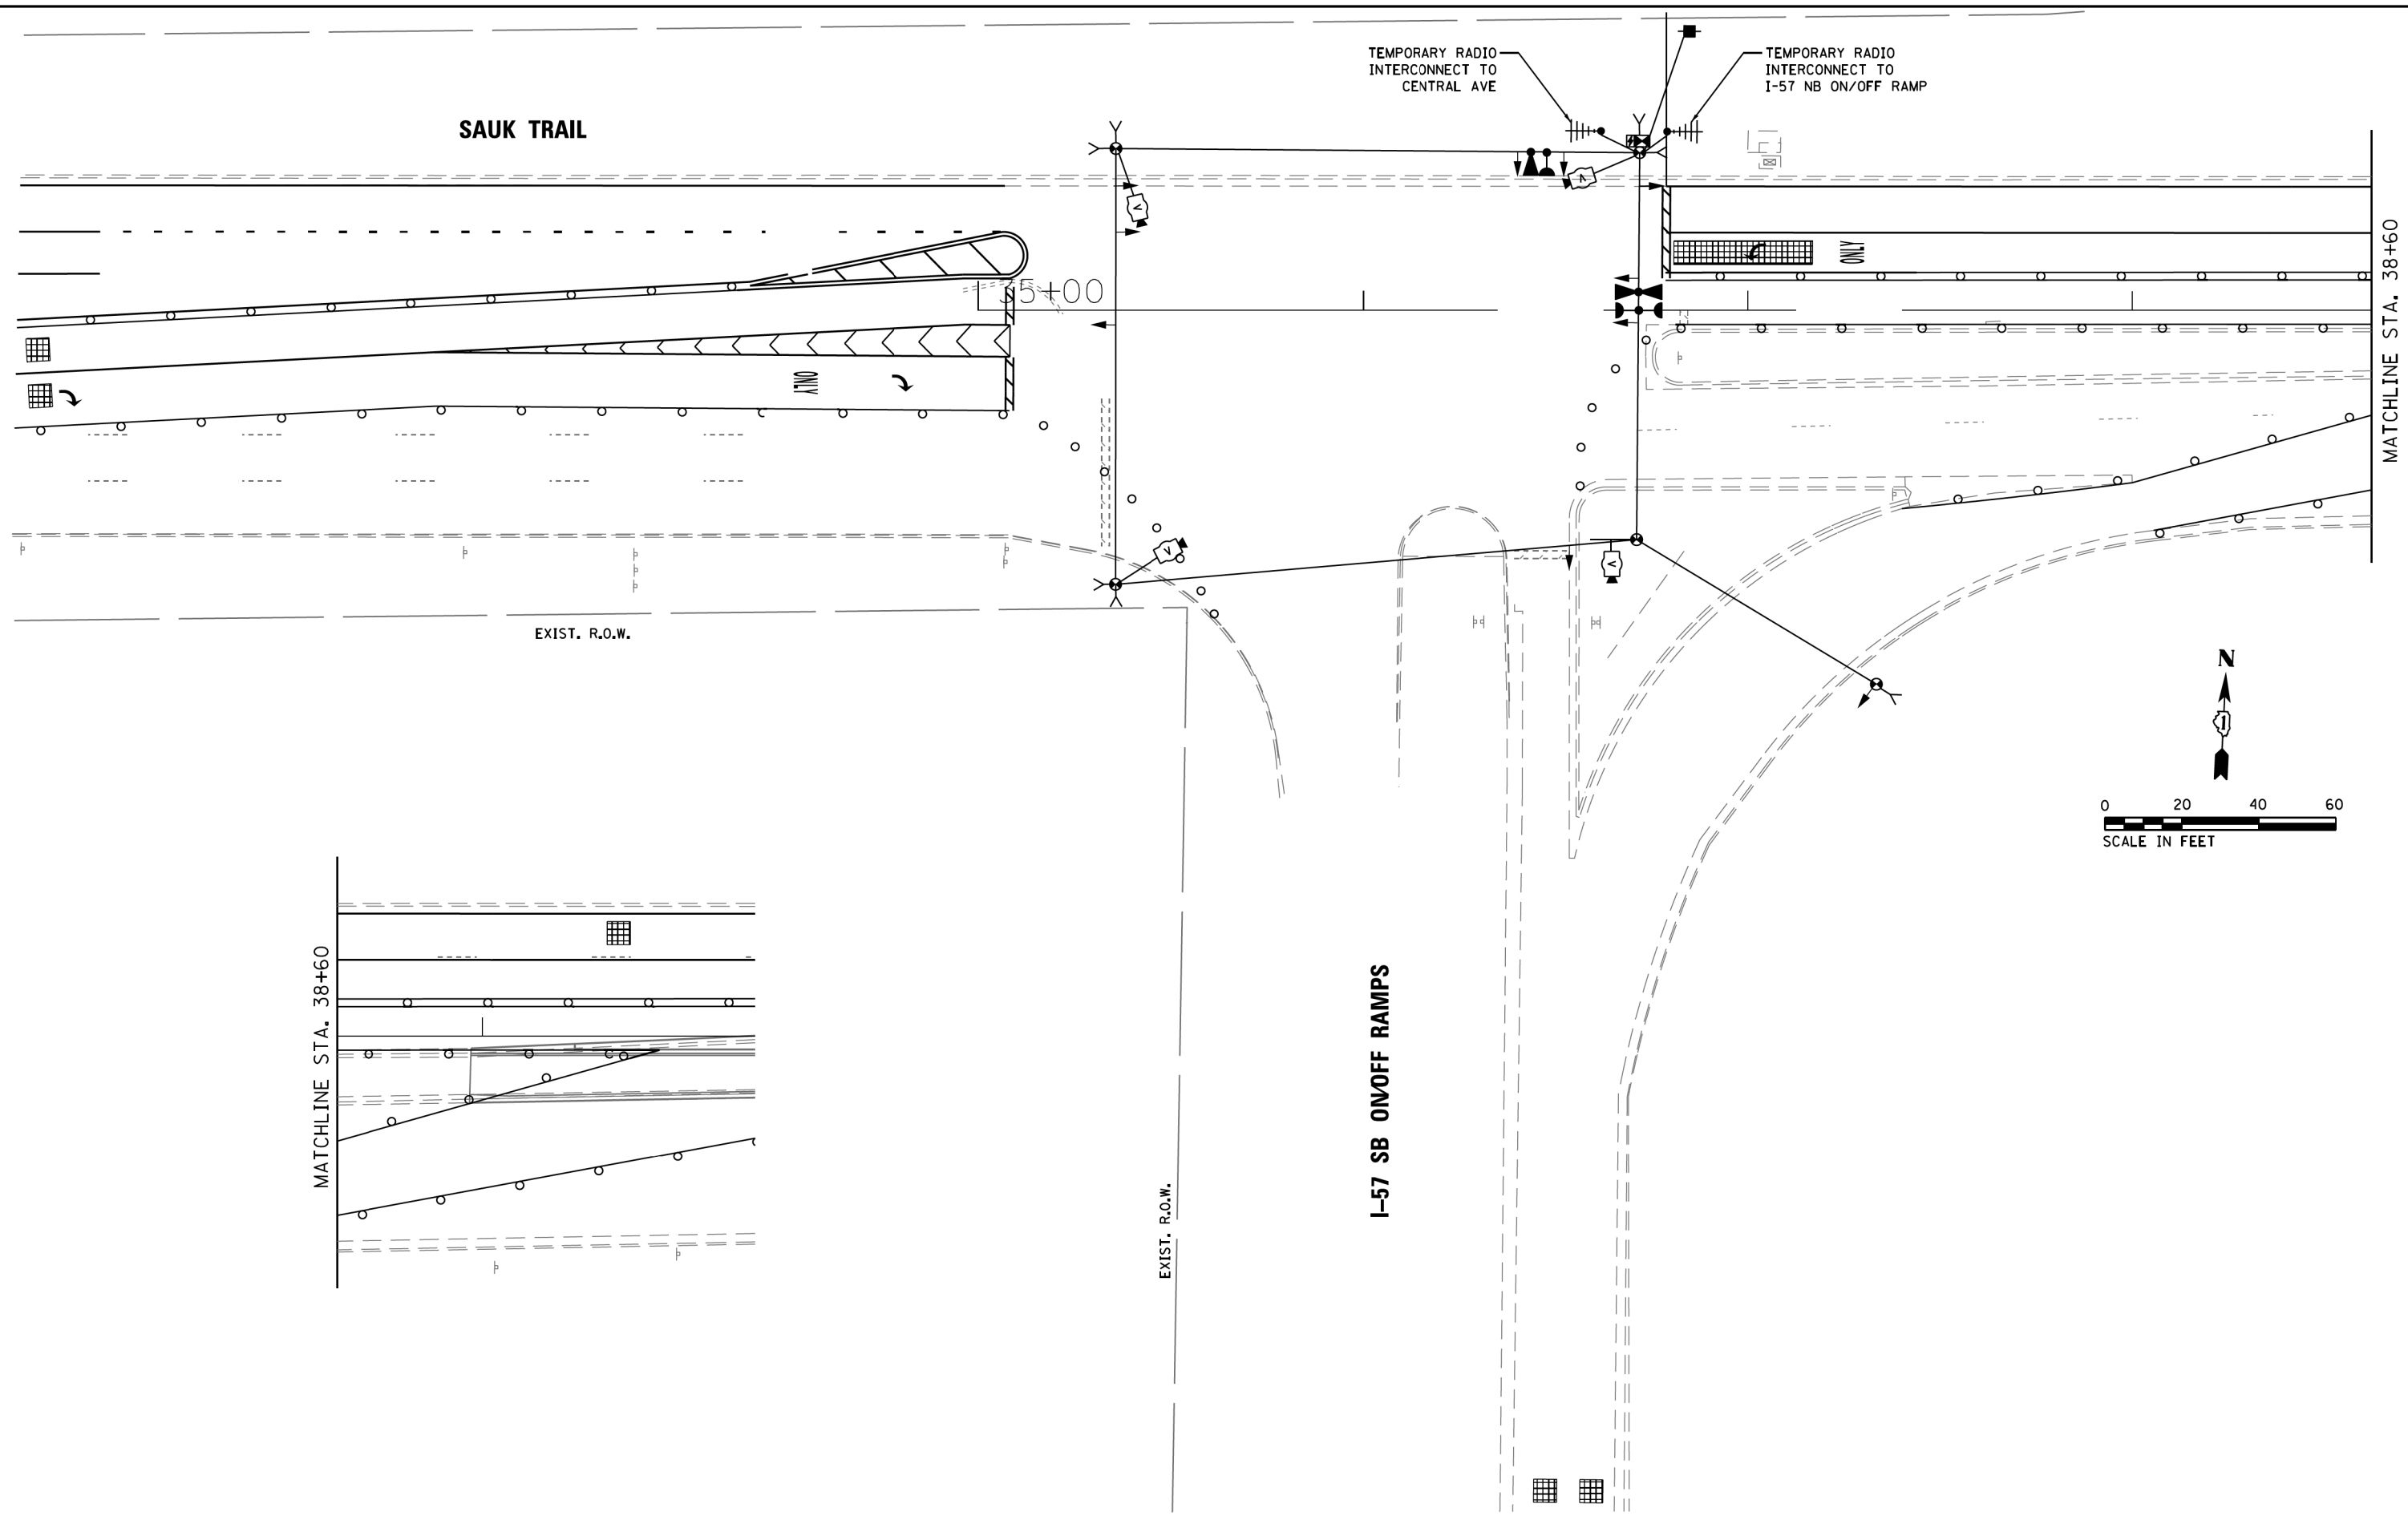 TEMPORARY RADIO
INTERCONNECT TO
CENTRAL AVE
TEMPORARY RADIO
INTERCONNECT TO
I-57 NB ON/OFF RAMP
SAUK TRAIL
ONLY
MATCHLINE STA. 38+60
35+00
ONLY
V
V
V
V
EXIST. R.O.W.
N
I
0 20 40 60
SCALE IN FEET
MATCHLINE STA. 38+60
I-57 SB ON/OFF RAMPS
EXIST. R.O.W.